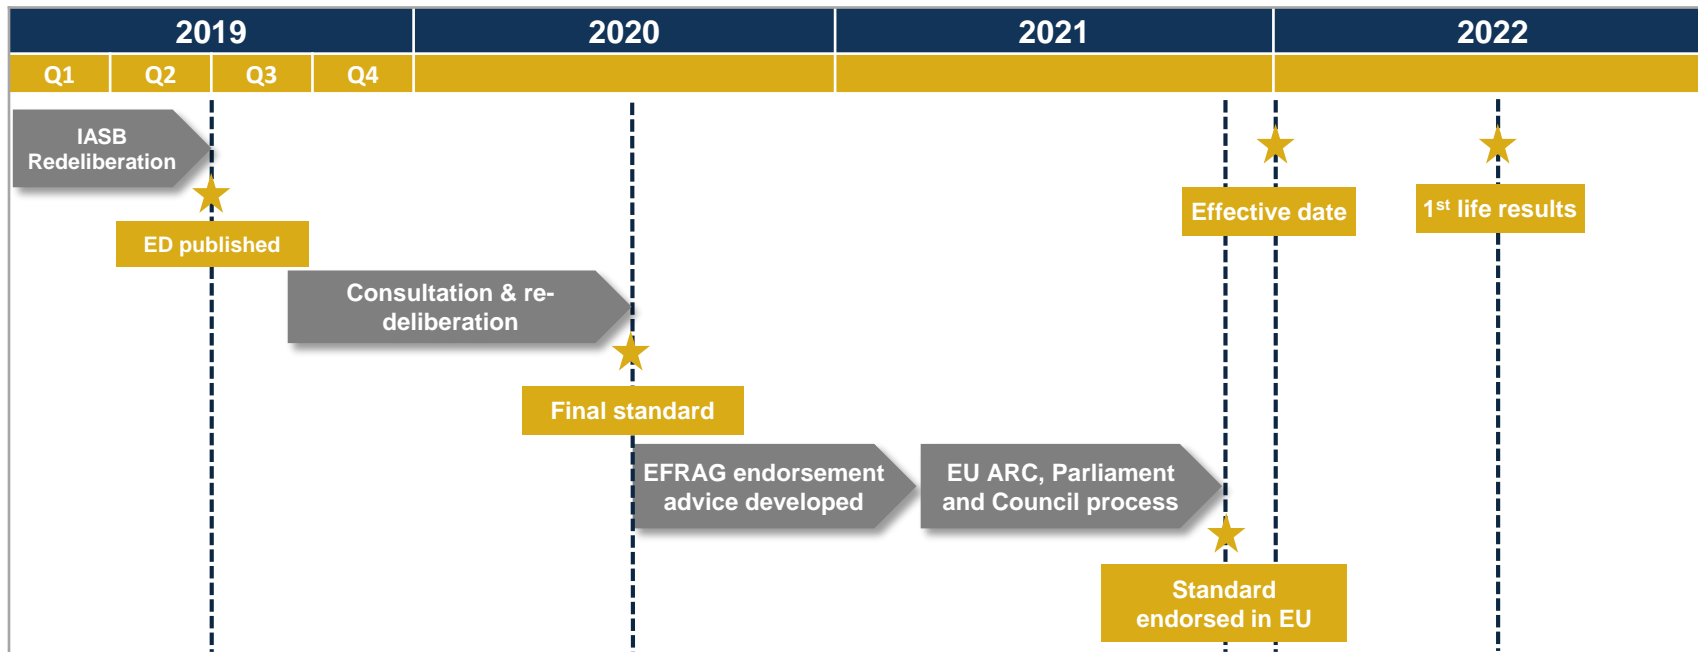 2019
2020
2021
2022
Q1
Q2
Q3
Q4
IASB
Redeliberation
ED published
Effective date
1st life results
Consultation & re-
deliberation
Final standard
EFRAG endorsement
advice developed
EU ARC, Parliament
and Council process
Standard
endorsed in EU